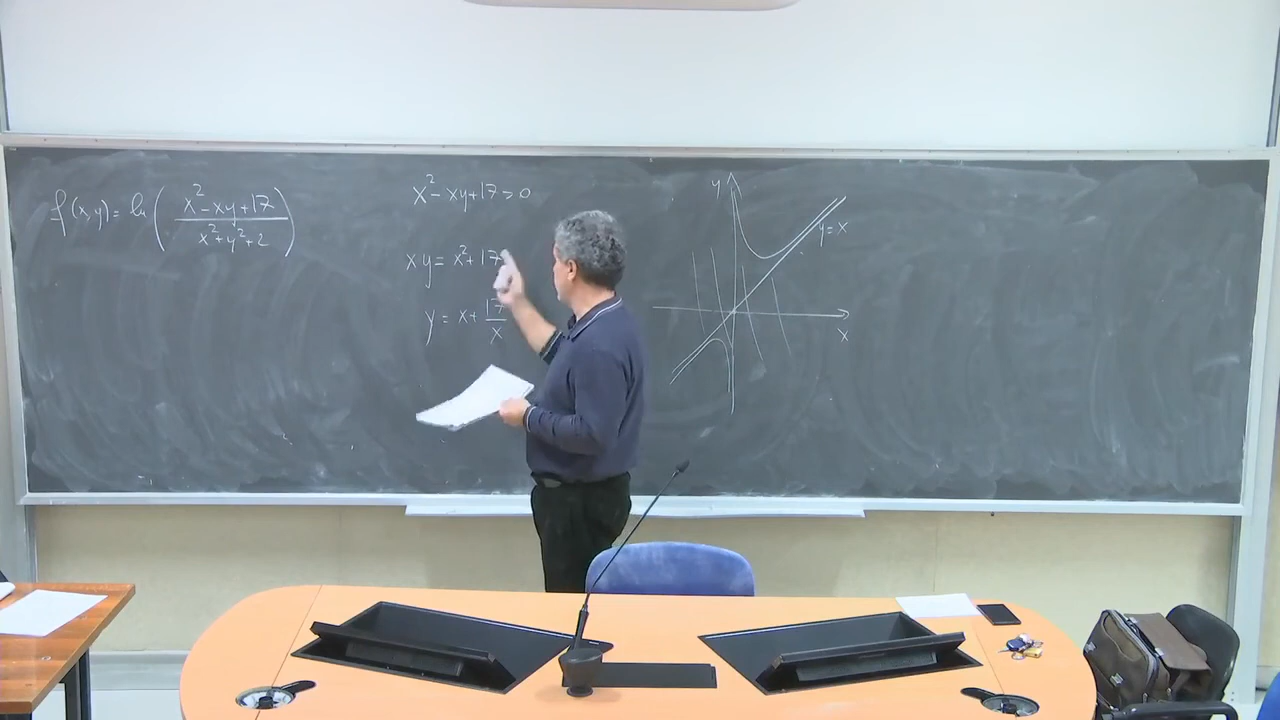 f(x,y) = ln( (x²-xy+17)/(x²+y²+2) )
x²-xy+17>0
xy = x²+17
y = x+ 17/x
y
y=x
x